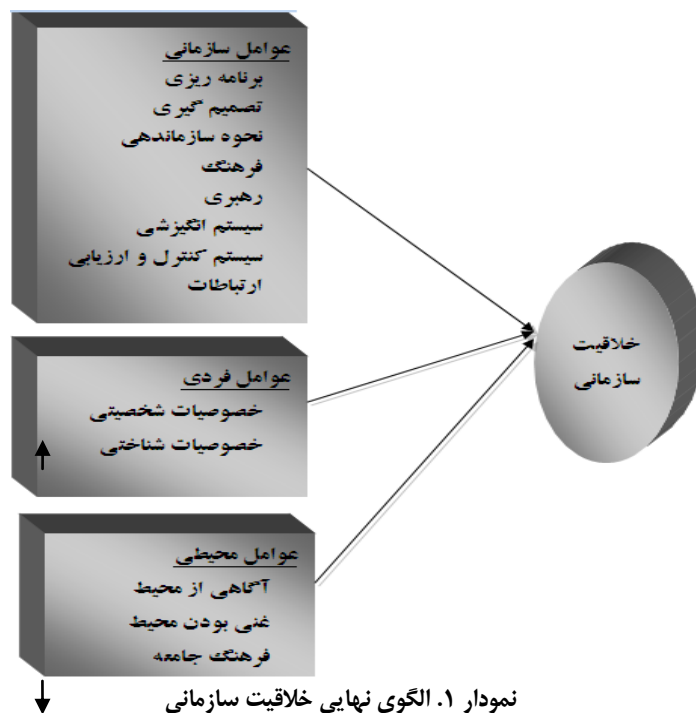 عوامل سازمانی
برنامه ریزی
تصمیم گیری
نحوه سازماندهی
فرهنگ
رهبری
سیستم انگیزشی
سیستم کنترل و ارزیابی
ارتباطات
عوامل فردی
خصوصیات شخصیتی
خصوصیات شناختی
عوامل محیطی
آگاهی از محیط
غنی بودن محیط
فرهنگ جامعه
خلاقیت
سازمانی
نمودار ۱. الگوی نهایی خلاقیت سازمانی